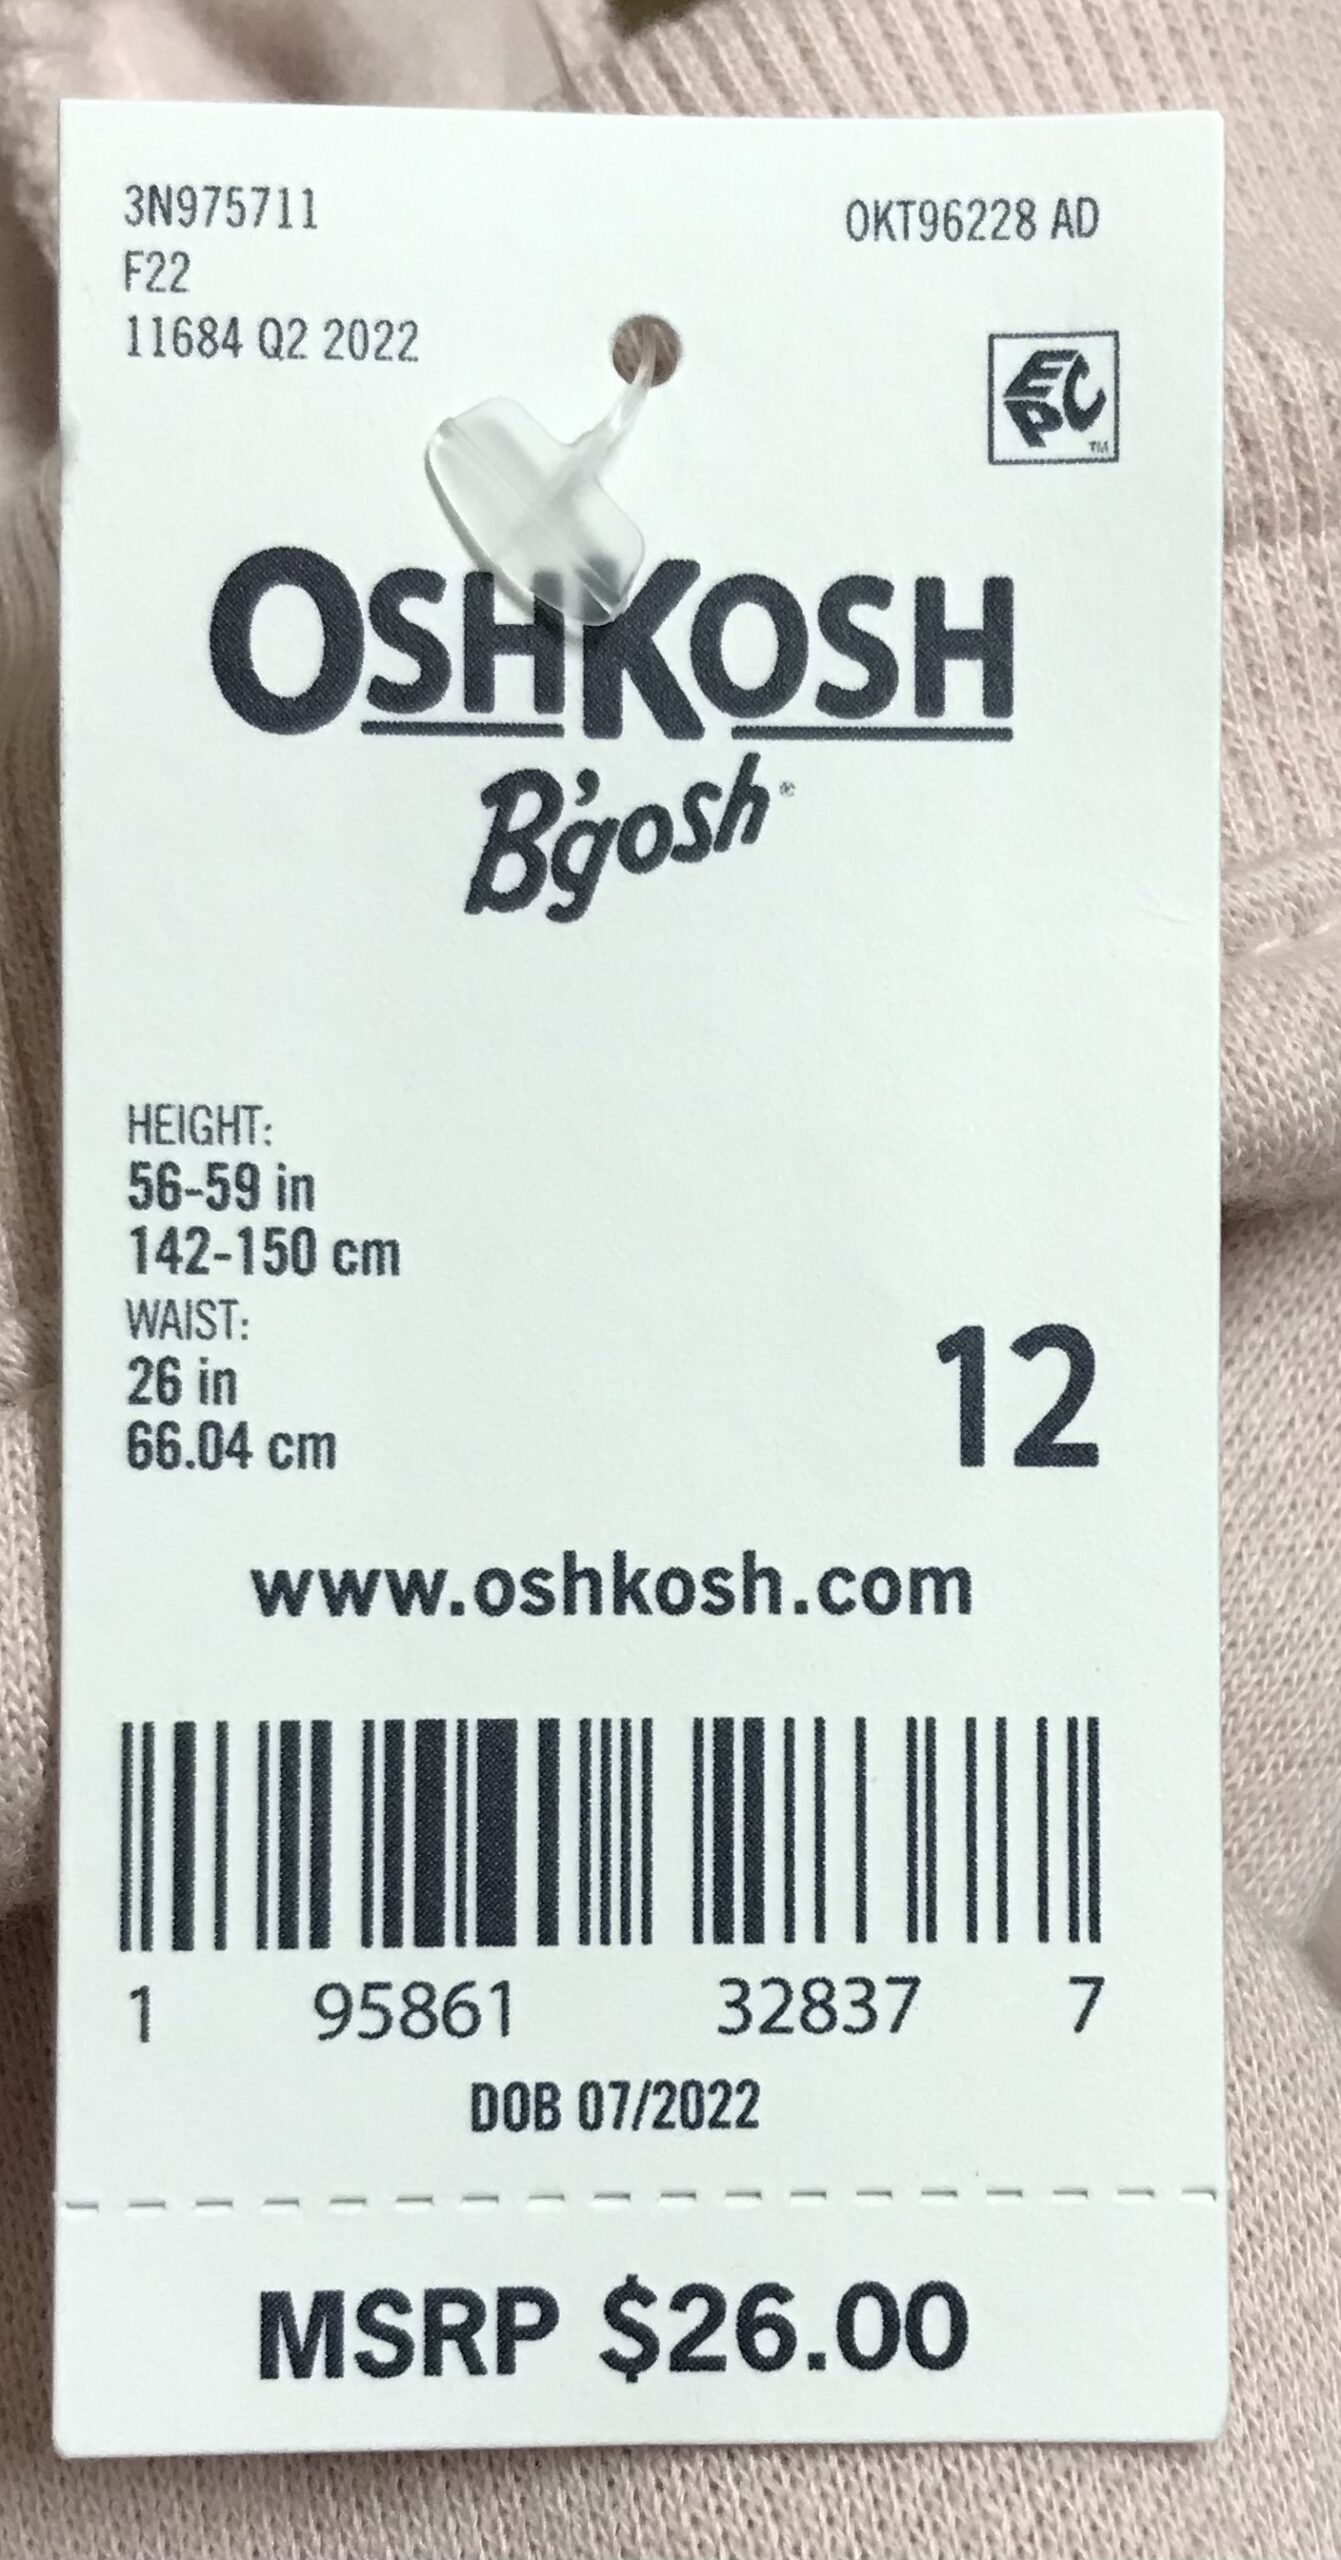 3N975711
OKT96228 AD
F22
11684 Q2 2022
EPC
TM
OSHKOSH
B'gosh®
HEIGHT:
56-59 in
142-150 cm
WAIST:
26 in
66.04 cm
12
www.oshkosh.com
1 95861 32837 7
DOB 07/2022
MSRP $26.00